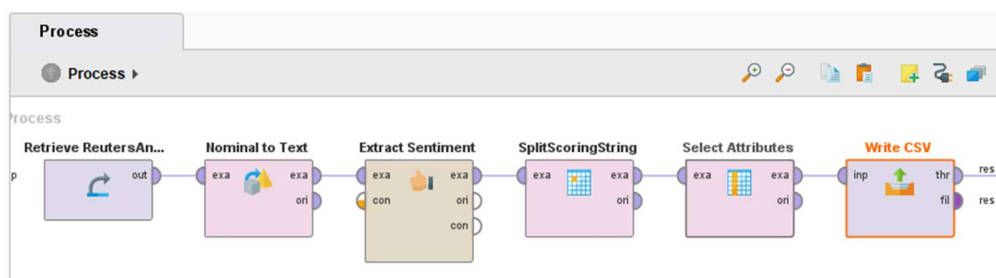 Process
Process
Process
Retrieve ReutersAn... Nominal to Text Extract Sentiment SplitScoringString Select Attributes Write CSV
p out exa exa exa exa exa exa exa exa inp thr res
ori con ori ori ori fil res
con